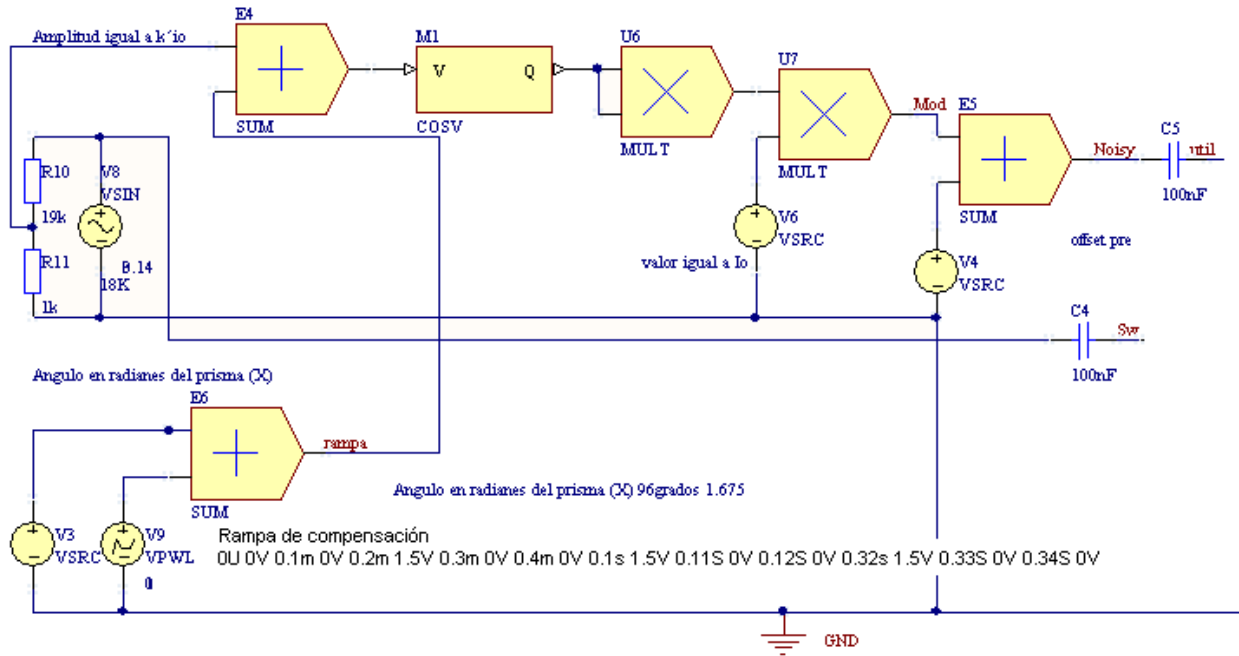 E4
Amplitud igual a k´io
SUM
M1
V Q
COSV
U6
MULT
U7
MULT
Mod
E5
SUM
Noisy
C5
util
100nF
R10
19k
V8
VSIN
R11
1k
0.14
18K
V6
VSRC
valor igual a Io
offset pre
V4
VSRC
C4
Sw
100nF
Angulo en radianes del prisma (X)
E6
rampa
SUM
Angulo en radianes del prisma (X) 96grados 1.675
V3
VSRC
V9
VPWL
Rampa de compensación
0U 0V 0.1m 0V 0.2m 1.5V 0.3m 0V 0.4m 0V 0.1s 1.5V 0.11S 0V 0.12S 0V 0.32s 1.5V 0.33S 0V 0.34S 0V
GND